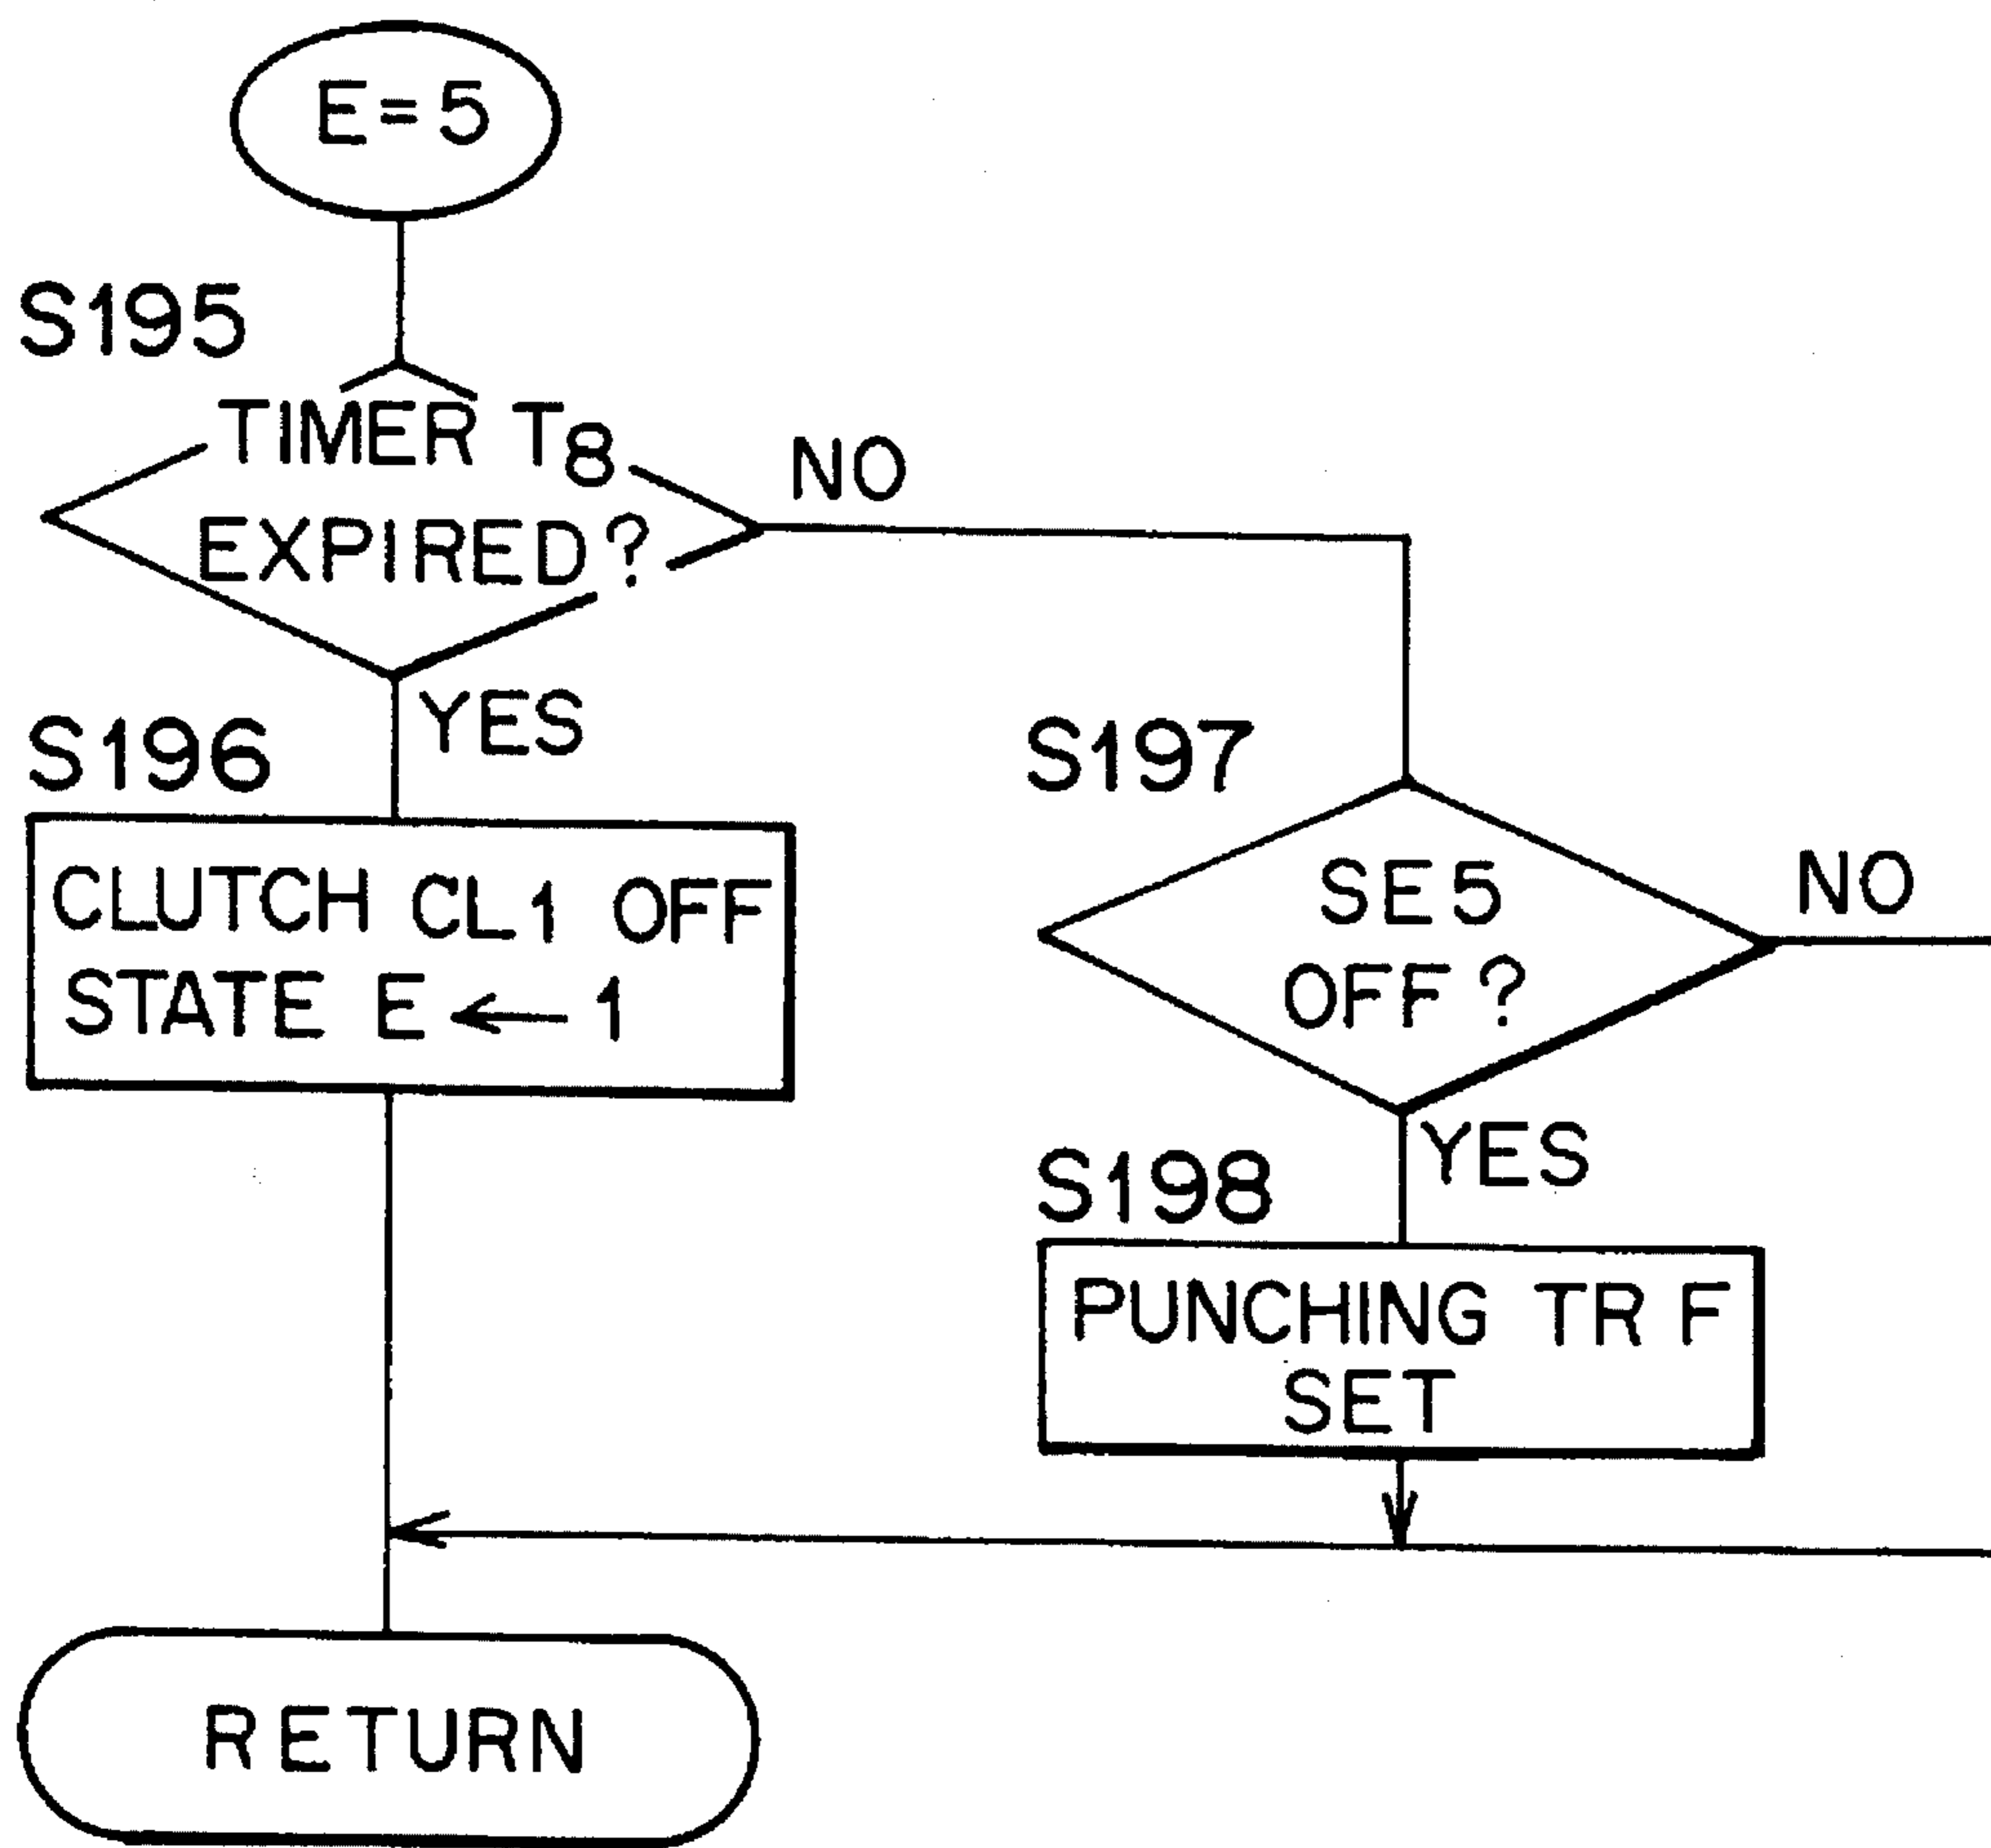 E=5
S195
TIMER T8
EXPIRED?
NO
YES
S196
CLUTCH CL1 OFF
STATE E ← 1
S197
SE5
OFF?
NO
YES
S198
PUNCHING TR F
SET
RETURN